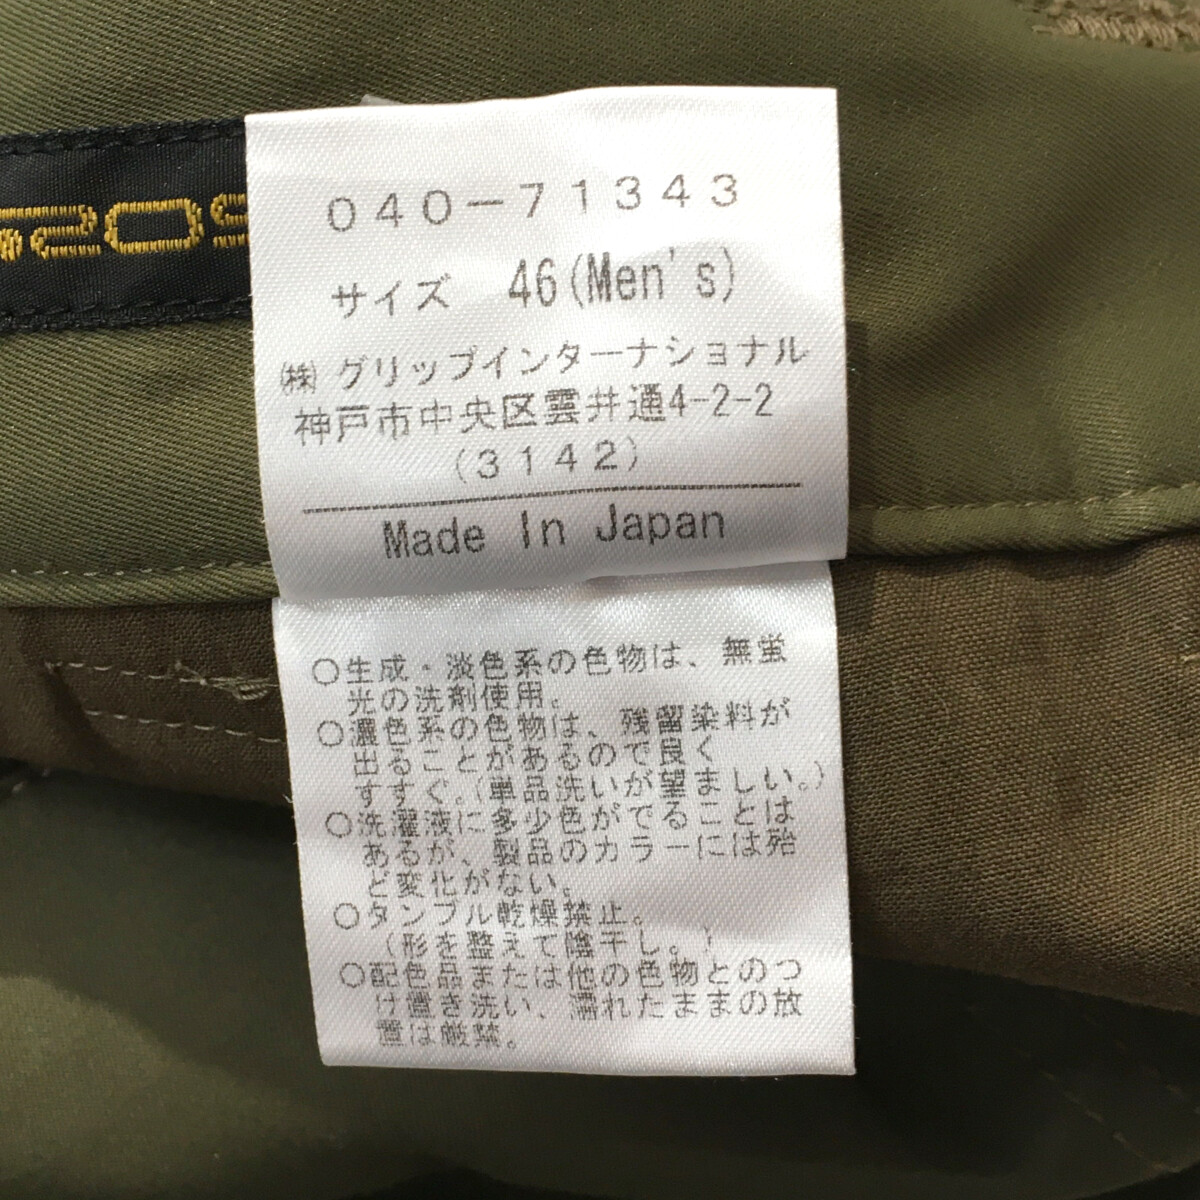 040-71343
サイズ 46(Men's)
㈱グリップインターナショナル
神戸市中央区雲井通4-2-2
(3142)
Made In Japan
○生成・淡色系の色物は、無蛍
光の洗剤使用。
○濃色系の色物は、残留染料が
出ることがあるので良く
すすぐ。(単品洗いが望ましい。)
○洗濯液に多少色がでることは
あるが、製品のカラーには殆
ど変化がない。
○タンブル乾燥禁止。
(形を整えて陰干し。)
○配色品または他の色物とのつ
け置き洗い、濡れたままの放
置は厳禁。